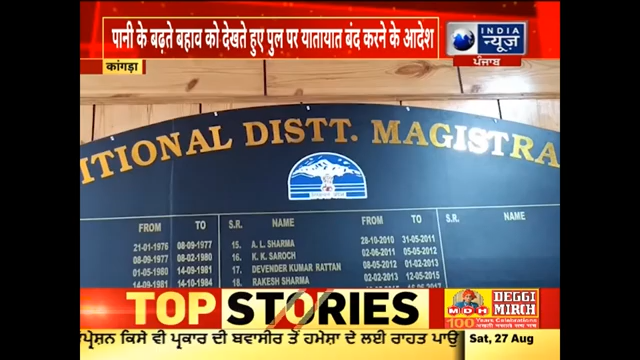 पानी के बढ़ते बहाव को देखते हुए पुल पर यातायात बंद करने के आदेश
INDIA
न्यूज़
ਪੰਜਾਬ
कांगड़ा
ITIONAL DISTT. MAGISTRA
FROM TO S.R. NAME FROM TO S.R. NAME
21-01-1976 08-09-1977 15. A. L. SHARMA 28-10-2010 31-05-2011
08-09-1977 08-02-1980 16. K. K. SAROCH 02-06-2011 05-05-2012
01-05-1980 14-09-1981 17. DEVENDER KUMAR RATTAN 08-05-2012 01-02-2013
14-09-1981 14-10-1984 18. RAKESH SHARMA 02-02-2013 12-05-2015
TOP STORIES
MDH
DEGGI
MIRCH
100 Years Celebrations
ਪ੍ਰੇਸ਼ਨ ਕਿਸੇ ਵੀ ਪ੍ਰਕਾਰ ਦੀ ਬਵਾਸੀਰ ਤੋਂ ਹਮੇਸ਼ਾ ਦੇ ਲਈ ਰਾਹਤ ਪਾਉ
Sat, 27 Aug